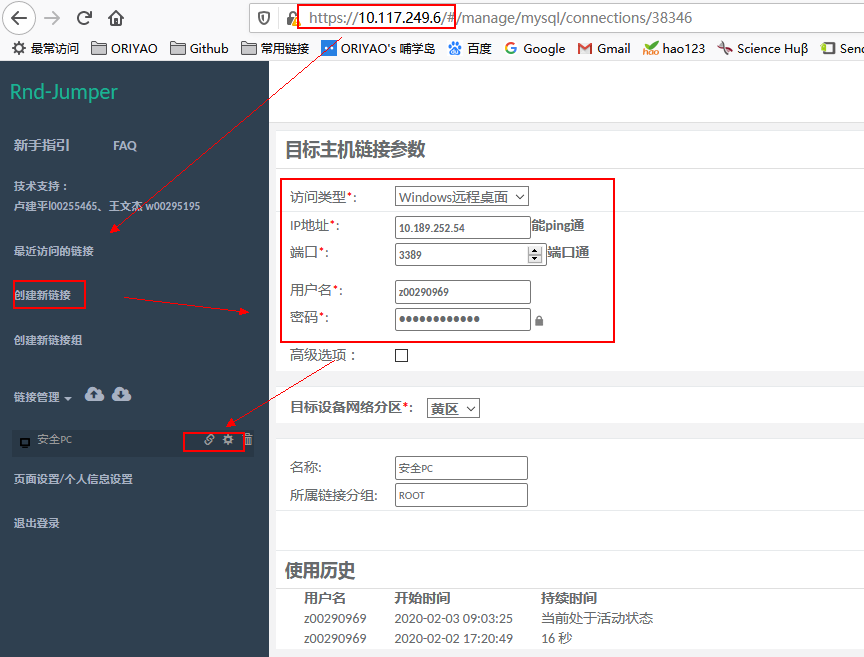 https://10.117.249.6/#/manage/mysql/connections/38346
最常访问 ORIYAO Github 常用链接 ORIYAO's 哺学岛 百度 Google Gmail hao hao123 Science Huβ Send
Rnd-Jumper
新手指引 FAQ
技术支持：
卢建平l00255465、王文杰 w00295195
最近访问的链接
创建新链接
创建新链接组
链接管理
安全PC
页面设置/个人信息设置
退出登录
目标主机链接参数
访问类型*: Windows远程桌面
IP地址*: 10.189.252.54 能ping通
端口*: 3389 端口通
用户名*: z00290969
密码*: ●●●●●●●●●●●●
高级选项：
目标设备网络分区*: 黄区
名称: 安全PC
所属链接分组: ROOT
使用历史
用户名 开始时间 持续时间
z00290969 2020-02-03 09:03:25 当前处于活动状态
z00290969 2020-02-02 17:20:49 16 秒